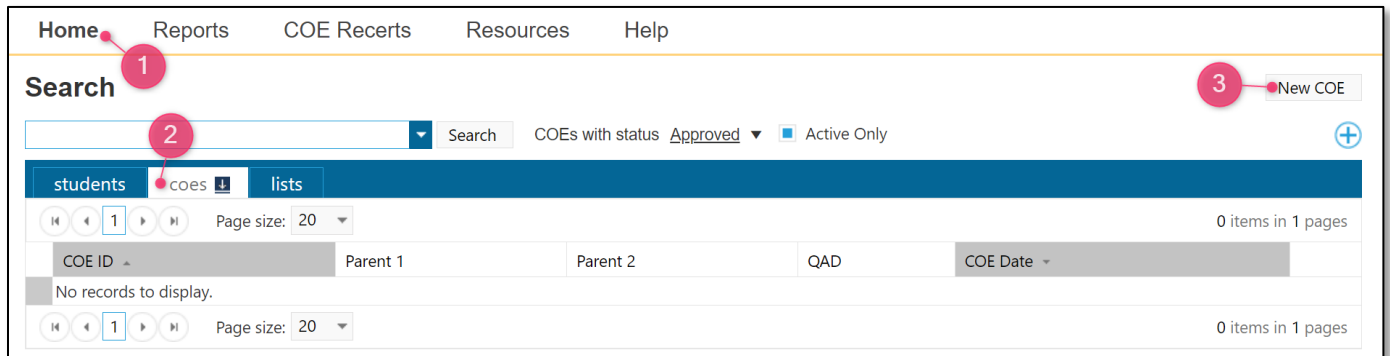 Home Reports COE Recerts Resources Help
1
Search
3 New COE
2
Search COEs with status Approved Active Only
students coes lists
1 Page size: 20 0 items in 1 pages
COE ID Parent 1 Parent 2 QAD COE Date
No records to display.
1 Page size: 20 0 items in 1 pages